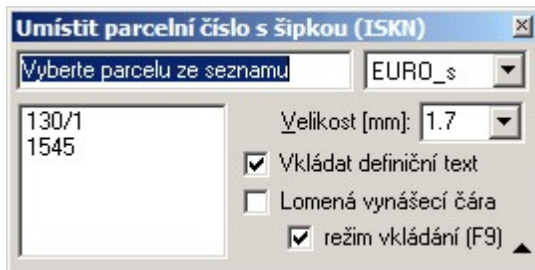 Umístit parcelní číslo s šipkou (ISKN)
Vyberte parcelu ze seznamu
EURO_s
130/1
1545
Velikost [mm]: 1.7
Vkládat definiční text
Lomená vynášecí čára
režim vkládání (F9)